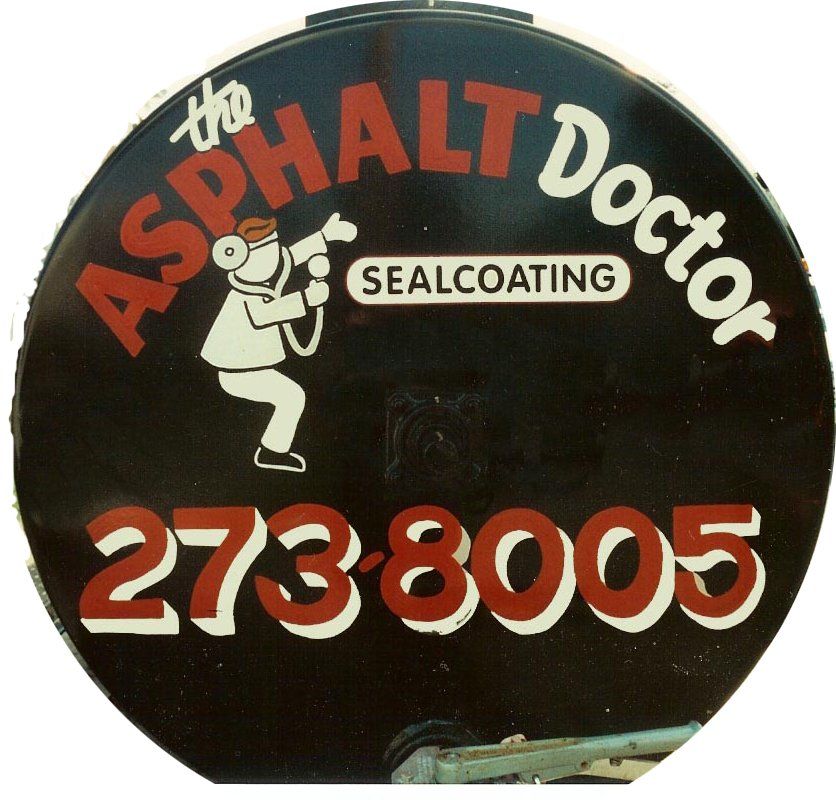 the
ASPHALT Doctor
SEALCOATING
273-8005